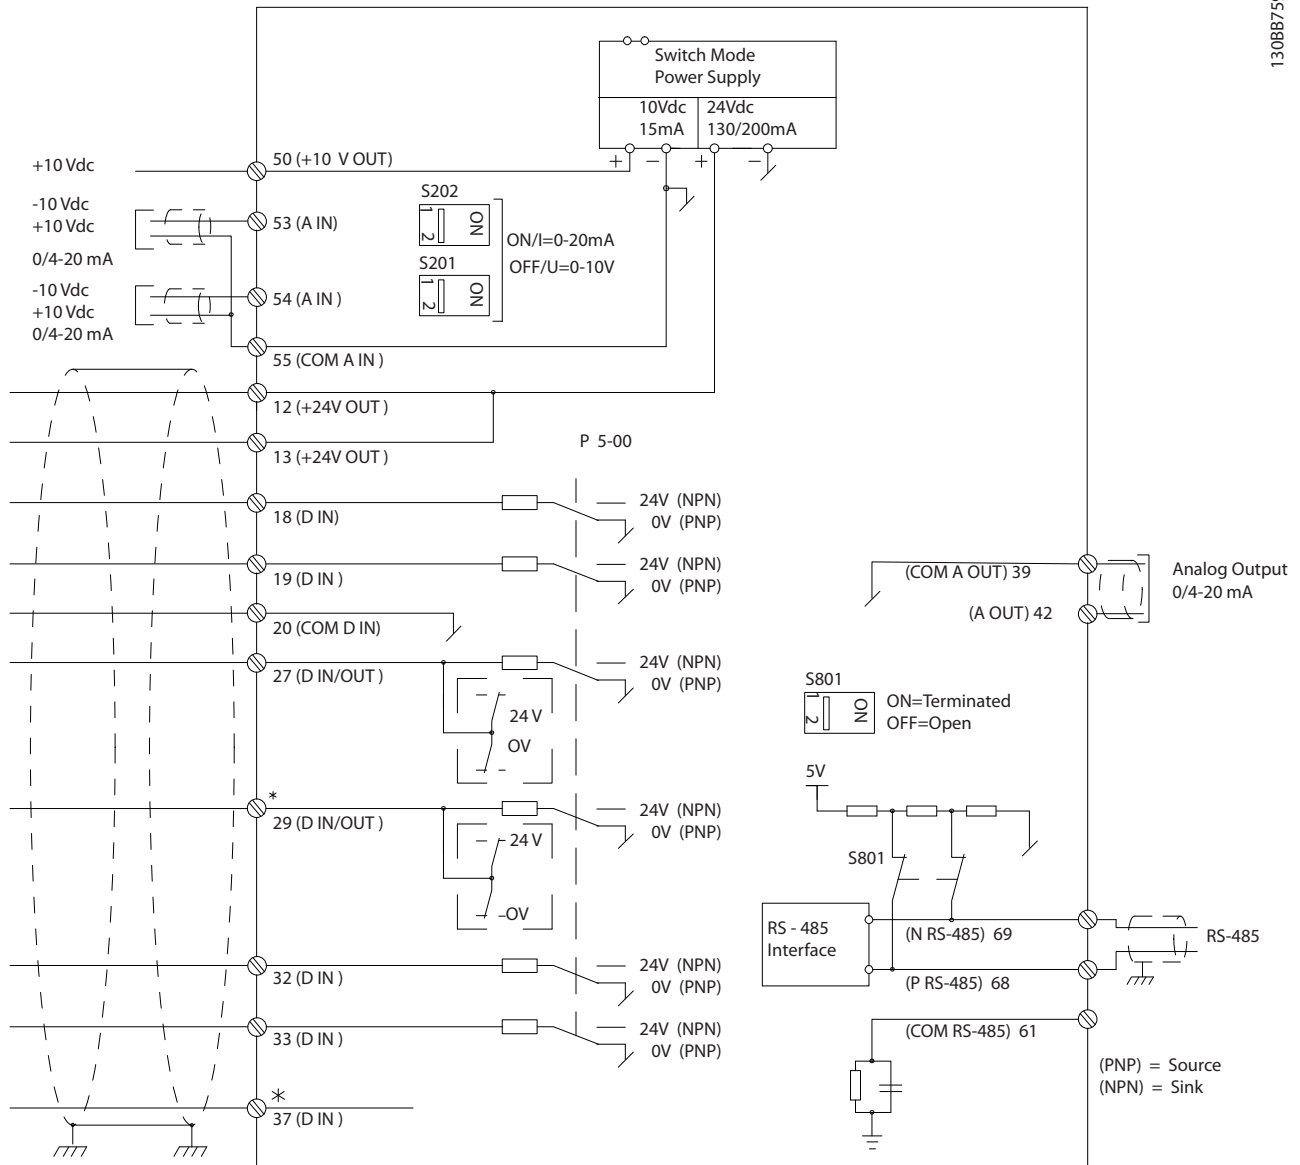 130BB759
Switch Mode
Power Supply
10Vdc
15mA
24Vdc
130/200mA
+ − + −
+10 Vdc
50 (+10 V OUT)
-10 Vdc
+10 Vdc
0/4-20 mA
53 (A IN)
S202
1
2
ON
ON/I=0-20mA
OFF/U=0-10V
S201
1
2
ON
-10 Vdc
+10 Vdc
0/4-20 mA
54 (A IN )
55 (COM A IN )
12 (+24V OUT )
13 (+24V OUT )
P 5-00
18 (D IN)
24V (NPN)
0V (PNP)
19 (D IN )
24V (NPN)
0V (PNP)
20 (COM D IN)
27 (D IN/OUT )
24V (NPN)
0V (PNP)
24 V
OV
*
29 (D IN/OUT )
24V (NPN)
0V (PNP)
24 V
OV
32 (D IN )
24V (NPN)
0V (PNP)
33 (D IN )
24V (NPN)
0V (PNP)
*
37 (D IN )
(COM A OUT) 39
(A OUT) 42
Analog Output
0/4-20 mA
S801
1
2
ON
ON=Terminated
OFF=Open
5V
S801
RS - 485
Interface
(N RS-485) 69
RS-485
(P RS-485) 68
(COM RS-485) 61
(PNP) = Source
(NPN) = Sink